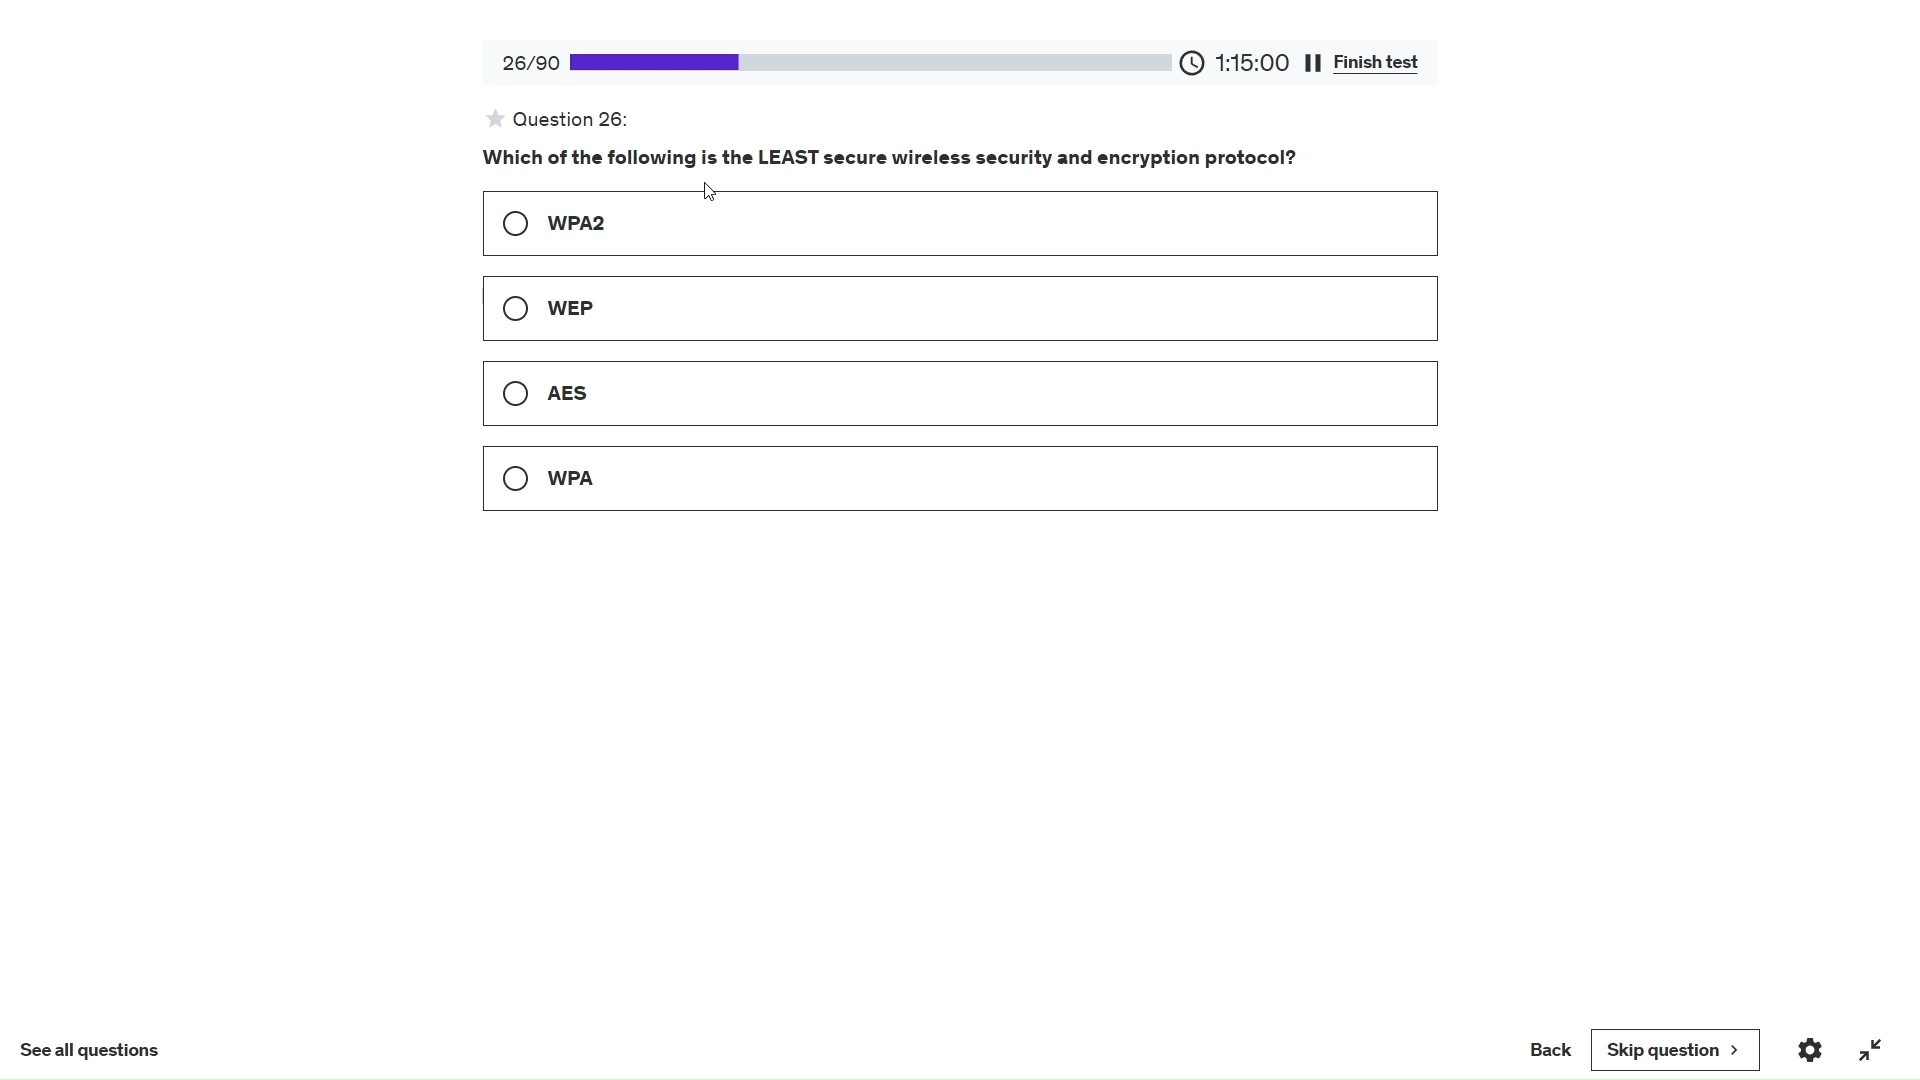 26/90 1:15:00 Finish test
Question 26:
Which of the following is the LEAST secure wireless security and encryption protocol?
WPA2
WEP
AES
WPA
See all questions Back Skip question